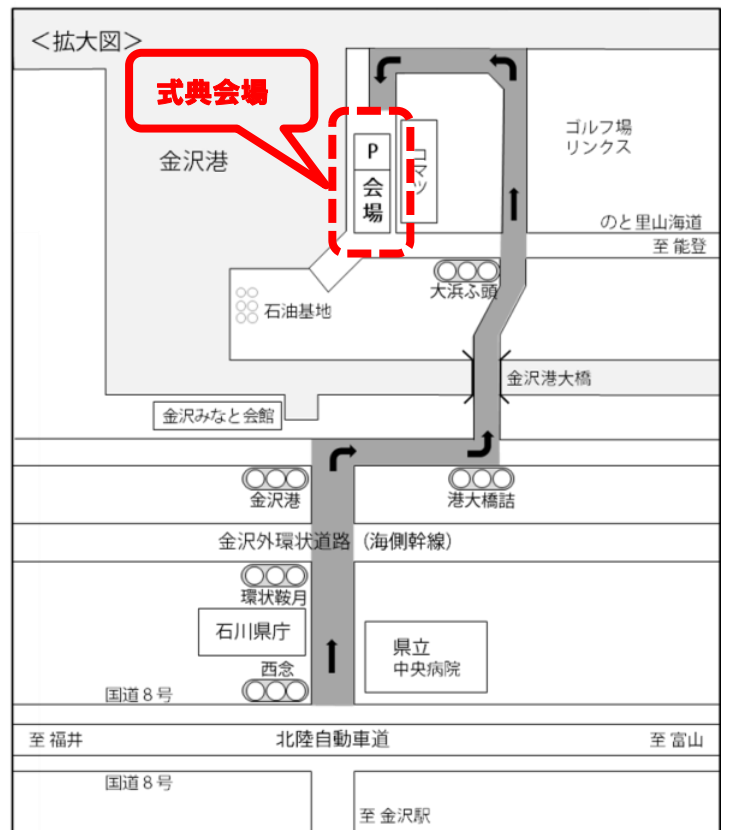 <拡大図>
式典会場
金沢港
P
会場
コマツ
ゴルフ場
リンクス
のと里山海道
至 能登
大浜ふ頭
石油基地
金沢港大橋
金沢みなと会館
金沢港
港大橋詰
金沢外環状道路（海側幹線）
環状鞍月
石川県庁
県立
中央病院
西念
国道８号
至 福井
北陸自動車道
至 富山
国道８号
至 金沢駅